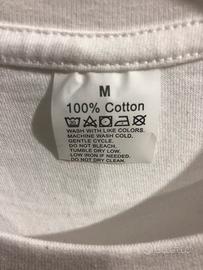 M
100% Cotton
WASH WITH LIKE COLORS.
MACHINE WASH COLD.
GENTLE CYCLE.
DO NOT BLEACH.
TUMBLE DRY LOW.
LOW IRON IF NEEDED.
DO NOT DRY CLEAN.